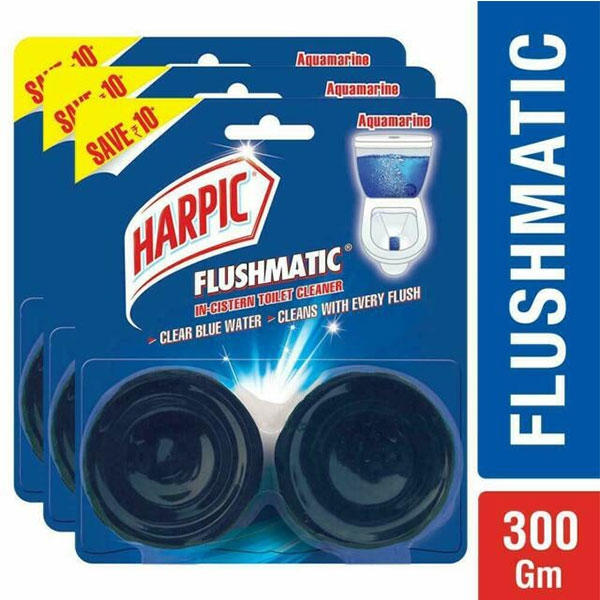 Aquamarine
SAVE ₹10*
Aquamarine
SAVE ₹10*
Aquamarine
SAVE ₹10*
HARPIC®
FLUSHMATIC®
IN-CISTERN TOILET CLEANER
➤ CLEAR BLUE WATER ➤ CLEANS WITH EVERY FLUSH
FLUSHMATIC
300
Gm